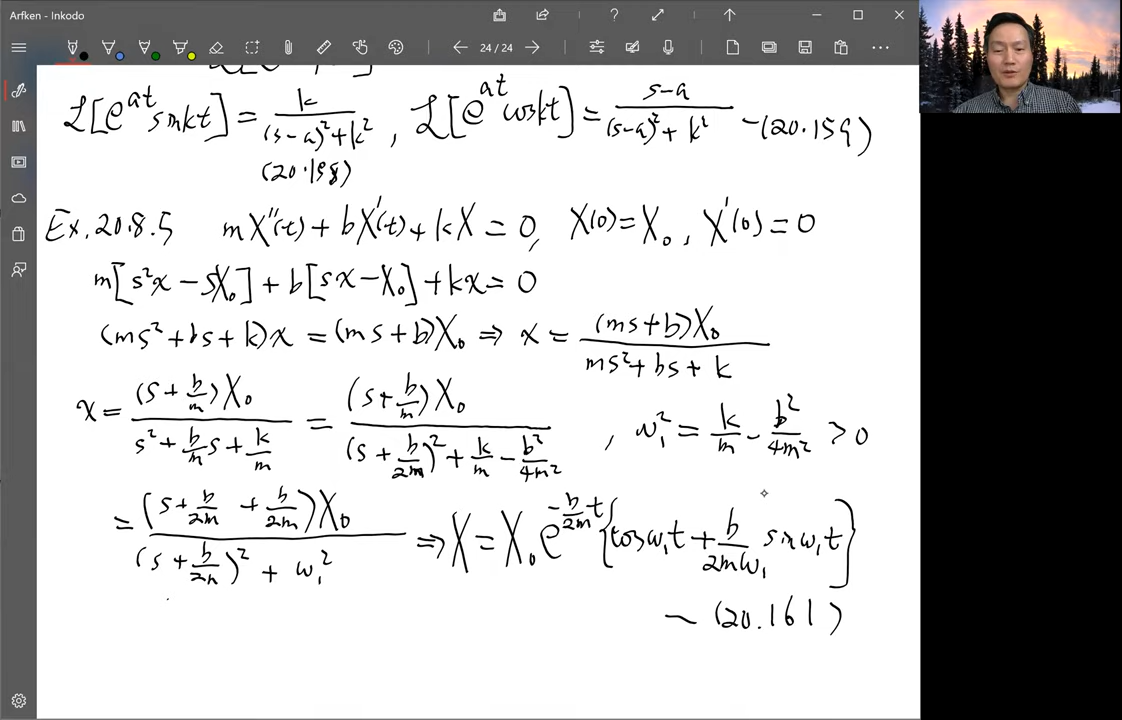 Arfken - Inkodo
24 / 24
L[e^{at} sin kt] = k / ((s-a)^2 + k^2) , L[e^{at} cos kt] = (s-a) / ((s-a)^2 + k^2) - (20.159)
(20.158)
Ex. 20.8.5 mX''(t) + bX'(t) + kX = 0, X(0) = X_0, X'(0) = 0
m[s^2x - sX_0] + b[sx - X_0] + kx = 0
(ms^2 + bs + k)x = (ms + b)X_0 ⇒ x = (ms + b)X_0 / (ms^2 + bs + k)
x = (s + b/m)X_0 / (s^2 + b/m s + k/m) = (s + b/m)X_0 / ((s + b/2m)^2 + k/m - b^2/4m^2) , ω_1^2 = k/m - b^2/4m^2 > 0
= (s + b/2m + b/2m)X_0 / ((s + b/2m)^2 + ω_1^2) ⇒ X = X_0 e^{-b/2m t} {cos ω_1 t + b/2mω_1 sin ω_1 t}
~ (20.161)